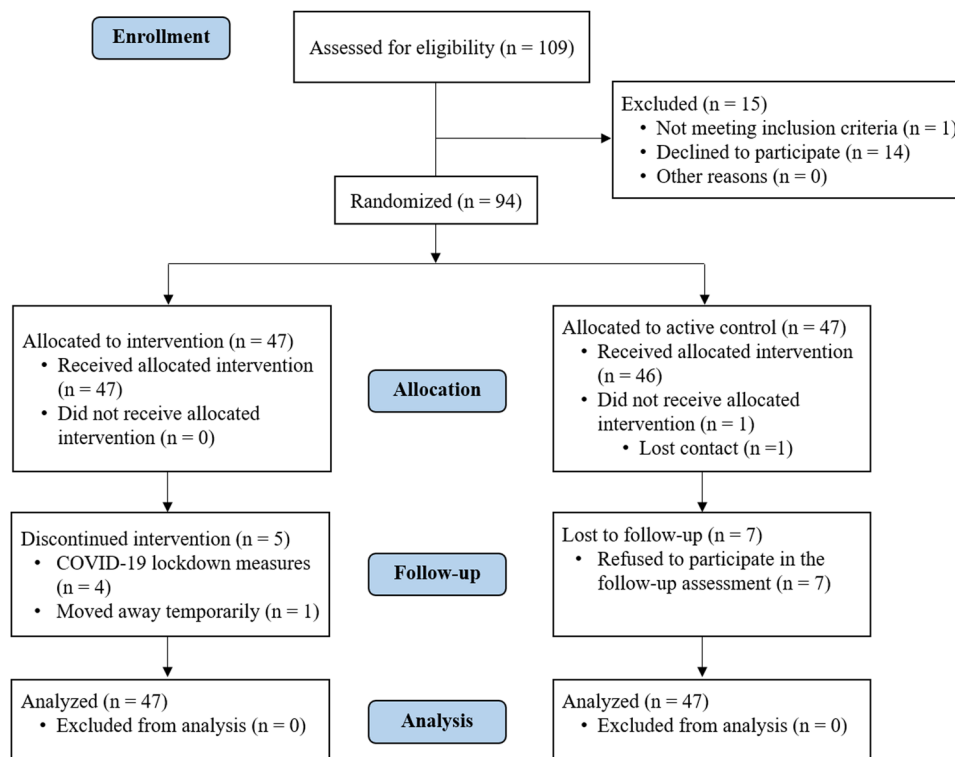 Enrollment
Assessed for eligibility (n = 109)
Excluded (n = 15)
• Not meeting inclusion criteria (n = 1)
• Declined to participate (n = 14)
• Other reasons (n = 0)
Randomized (n = 94)
Allocated to intervention (n = 47)
• Received allocated intervention
(n = 47)
• Did not receive allocated
intervention (n = 0)
Allocation
Allocated to active control (n = 47)
• Received allocated intervention
(n = 46)
• Did not receive allocated
intervention (n = 1)
• Lost contact (n =1)
Discontinued intervention (n = 5)
• COVID-19 lockdown measures
(n = 4)
• Moved away temporarily (n = 1)
Follow-up
Lost to follow-up (n = 7)
• Refused to participate in the
follow-up assessment (n = 7)
Analyzed (n = 47)
• Excluded from analysis (n = 0)
Analysis
Analyzed (n = 47)
• Excluded from analysis (n = 0)